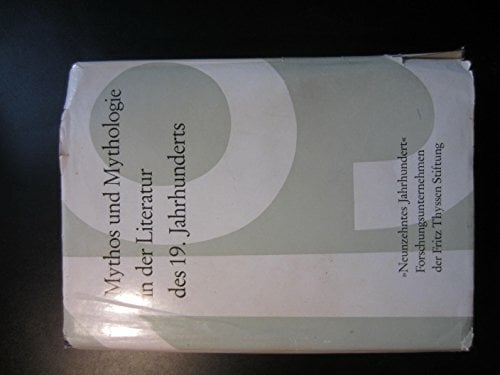 Mythos und Mythologie
in der Literatur
des 19. Jahrhunderts
»Neunzehntes Jahrhundert«
Forschungsunternehmen
der Fritz Thyssen Stiftung